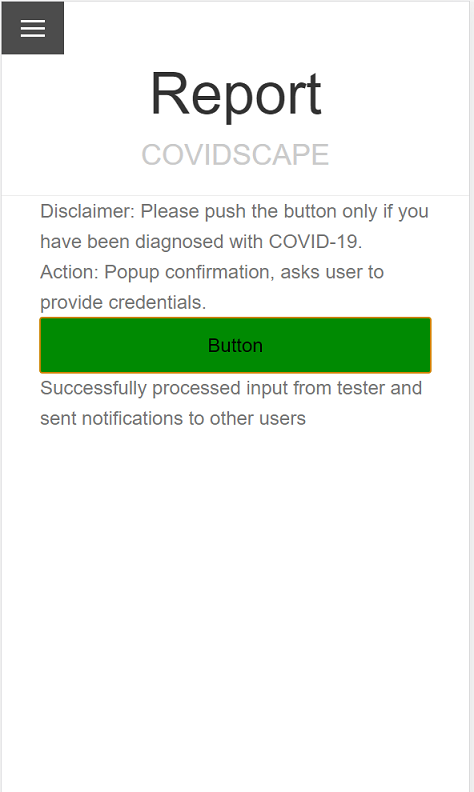 Report
COVIDSCAPE
Disclaimer: Please push the button only if you
have been diagnosed with COVID-19.
Action: Popup confirmation, asks user to
provide credentials.
Button
Successfully processed input from tester and
sent notifications to other users